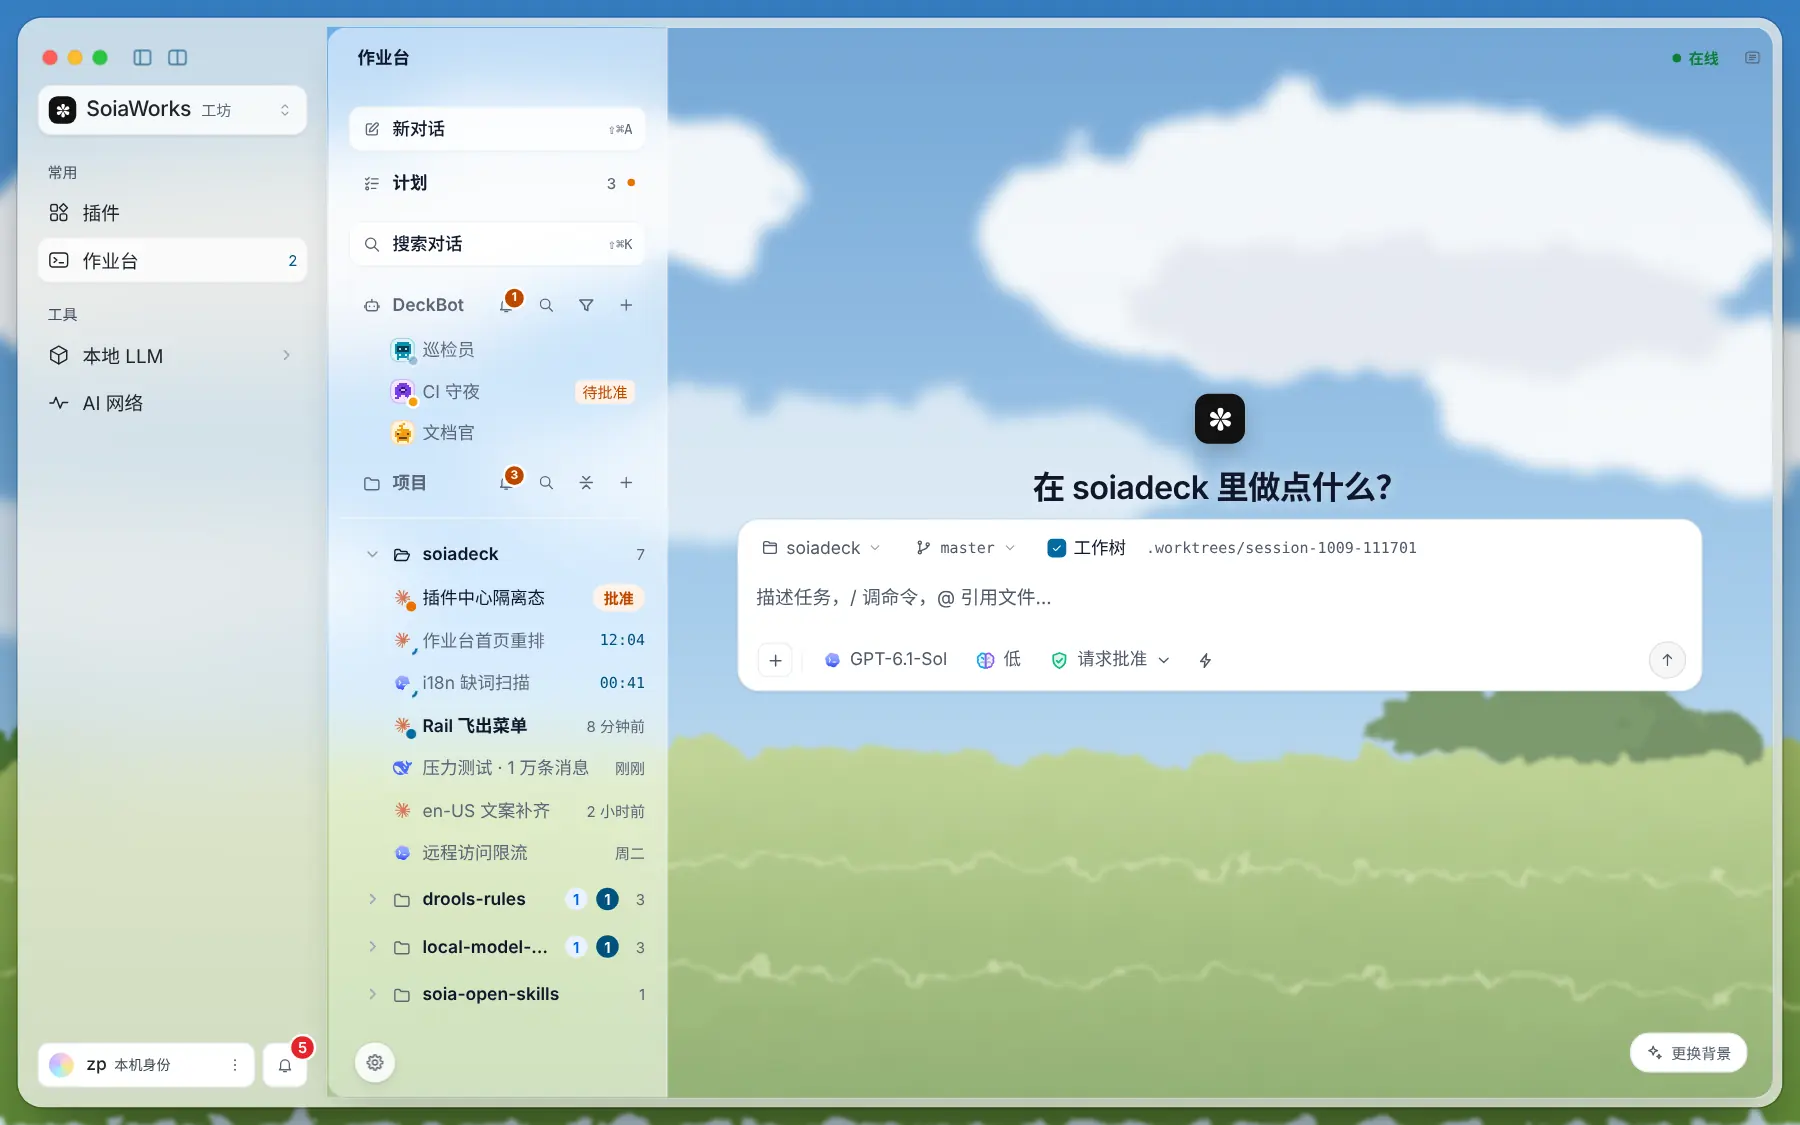 SoiaWorks 工坊
常用
插件
作业台 2
工具
本地 LLM
AI 网络
zp 本机身份
5
作业台
新对话 ⇧⌘A
计划 3
搜索对话 ⇧⌘K
DeckBot 1
巡检员
CI 守夜 待批准
文档官
项目 3
soiadeck 7
插件中心隔离态 批准
作业台首页重排 12:04
i18n 缺词扫描 00:41
Rail 飞出菜单 8 分钟前
压力测试 · 1 万条消息 刚刚
en-US 文案补齐 2 小时前
远程访问限流 周二
drools-rules 1 1 3
local-model-... 1 1 3
soia-open-skills 1
在线
在 soiadeck 里做点什么？
soiadeck master 工作树 .worktrees/session-1009-111701
描述任务，/ 调命令，@ 引用文件...
GPT-6.1-Sol 低 请求批准
更换背景